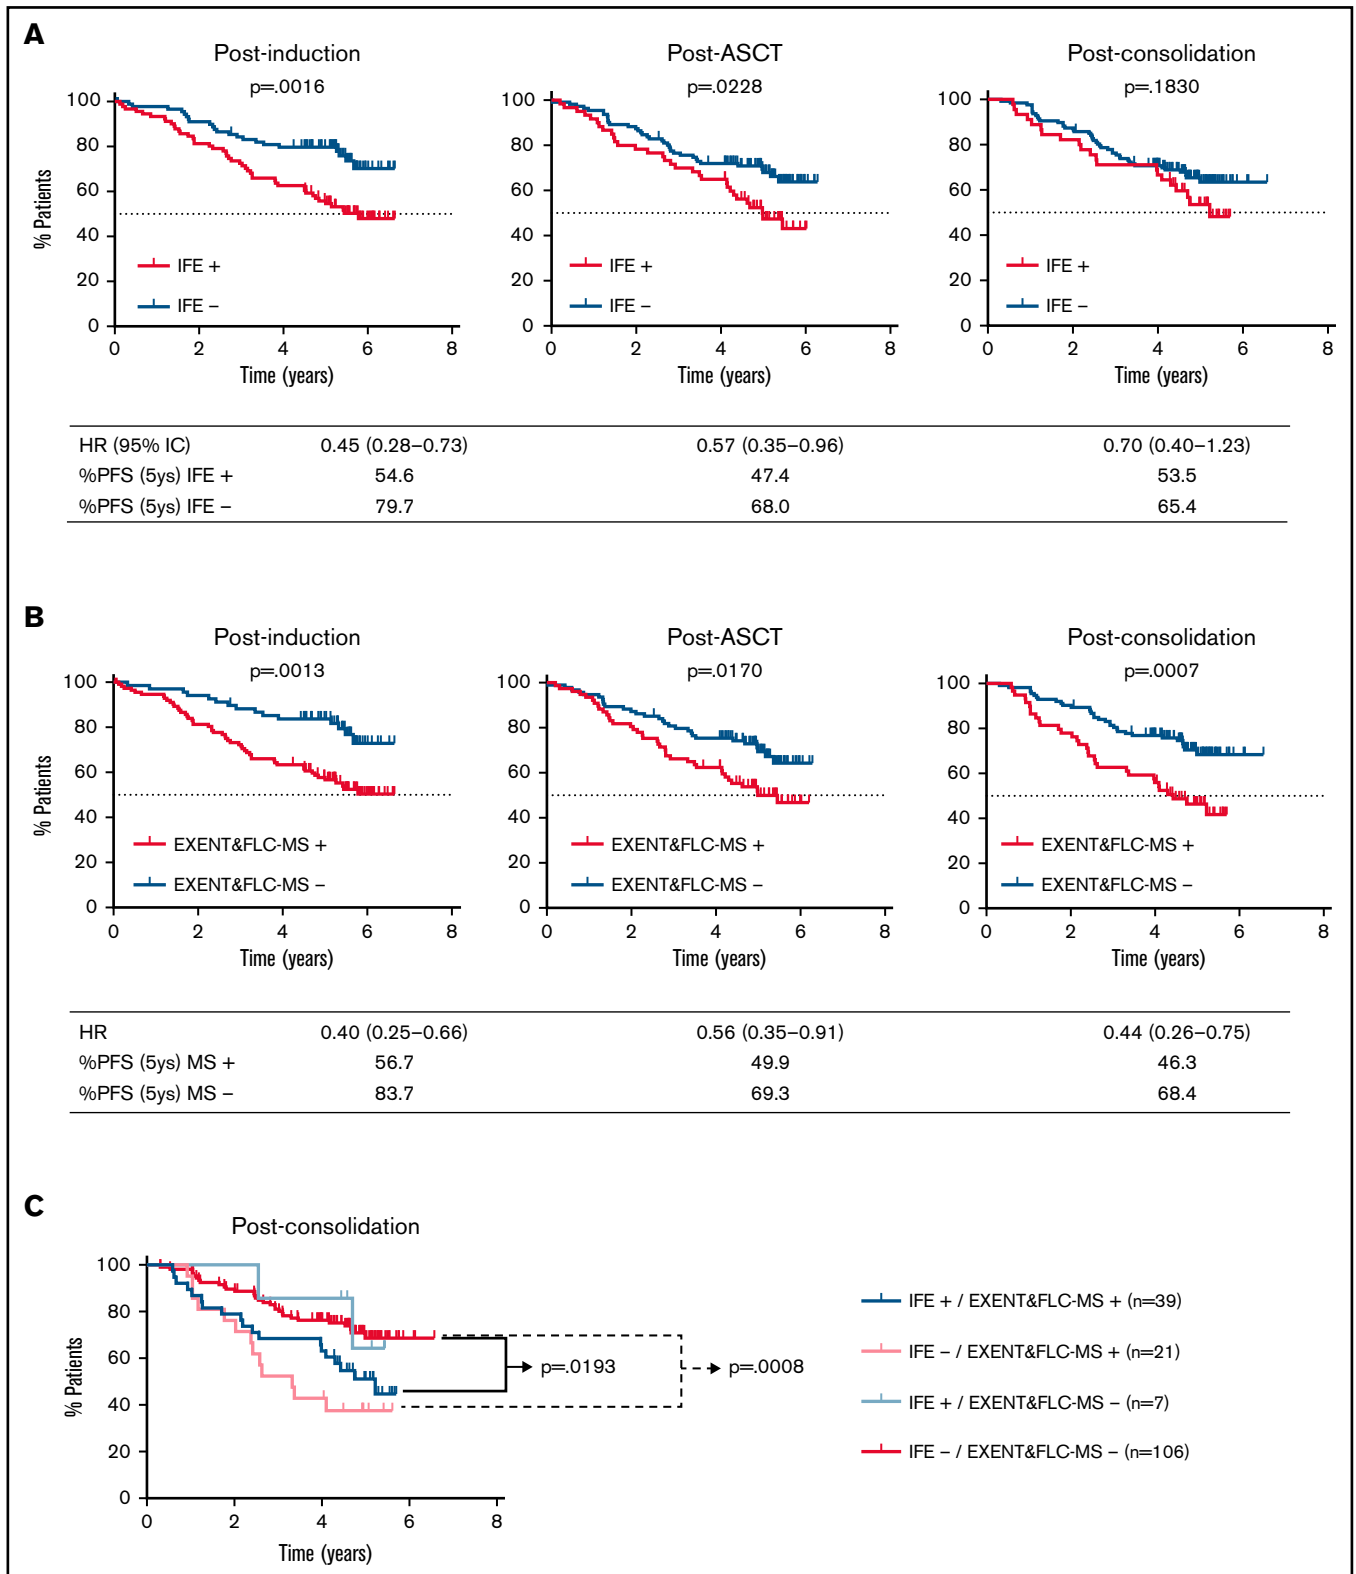 A
Post-induction
p=.0016
Post-ASCT
p=.0228
Post-consolidation
p=.1830
% Patients
100
80
60
40
20
0
IFE +
IFE –
0 2 4 6 8
Time (years)
100
80
60
40
20
0
IFE +
IFE –
0 2 4 6 8
Time (years)
100
80
60
40
20
0
IFE +
IFE –
0 2 4 6 8
Time (years)
HR (95% IC) 0.45 (0.28–0.73) 0.57 (0.35–0.96) 0.70 (0.40–1.23)
%PFS (5ys) IFE + 54.6 47.4 53.5
%PFS (5ys) IFE – 79.7 68.0 65.4
B
Post-induction
p=.0013
Post-ASCT
p=.0170
Post-consolidation
p=.0007
% Patients
100
80
60
40
20
0
EXENT&FLC-MS +
EXENT&FLC-MS –
0 2 4 6 8
Time (years)
100
80
60
40
20
0
EXENT&FLC-MS +
EXENT&FLC-MS –
0 2 4 6 8
Time (years)
100
80
60
40
20
0
EXENT&FLC-MS +
EXENT&FLC-MS –
0 2 4 6 8
Time (years)
HR 0.40 (0.25–0.66) 0.56 (0.35–0.91) 0.44 (0.26–0.75)
%PFS (5ys) MS + 56.7 49.9 46.3
%PFS (5ys) MS – 83.7 69.3 68.4
C
Post-consolidation
% Patients
100
80
60
40
20
0
0 2 4 6 8
Time (years)
p=.0193
p=.0008
IFE + / EXENT&FLC-MS + (n=39)
IFE – / EXENT&FLC-MS + (n=21)
IFE + / EXENT&FLC-MS – (n=7)
IFE – / EXENT&FLC-MS – (n=106)